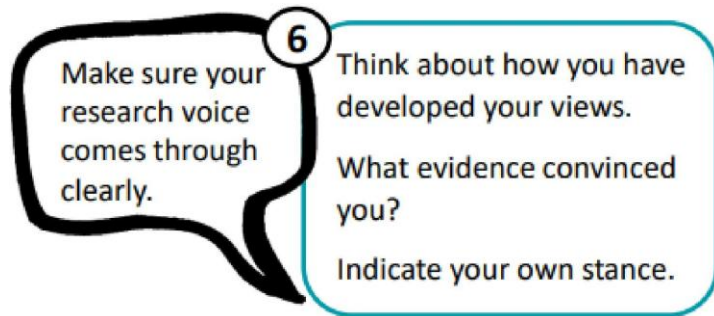 6
Make sure your
research voice
comes through
clearly.
Think about how you have
developed your views.
What evidence convinced
you?
Indicate your own stance.